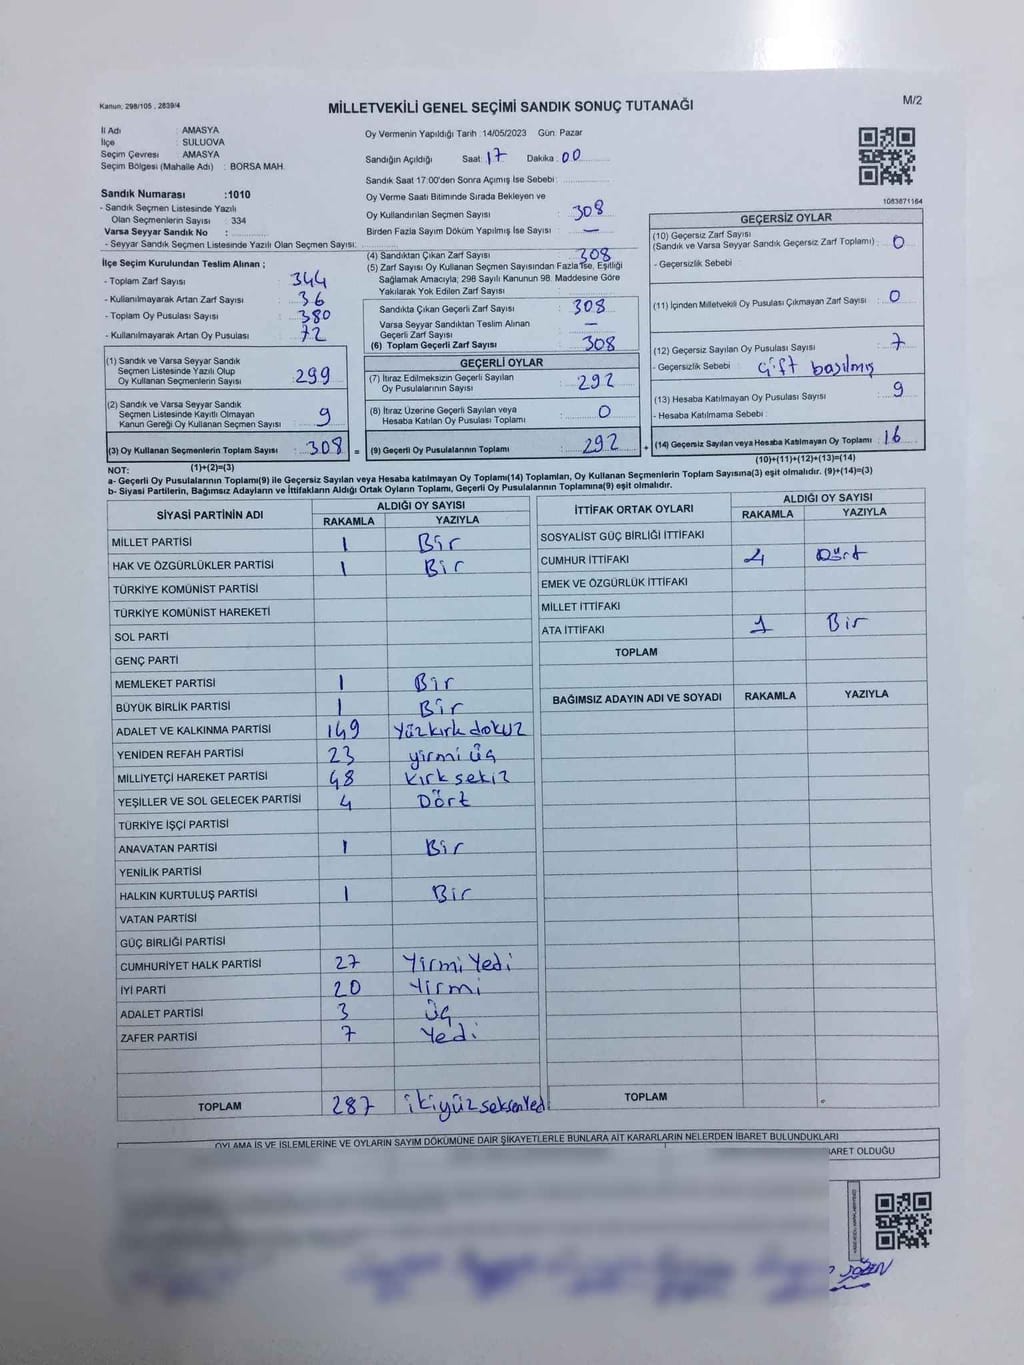 Kanun: 298/105 , 2839/4
MİLLETVEKİLİ GENEL SEÇİMİ SANDIK SONUÇ TUTANAĞI
M/2
İl Adı : AMASYA
İlçe : SULUOVA
Seçim Çevresi : AMASYA
Seçim Bölgesi (Mahalle Adı) : BORSA MAH.
Sandık Numarası :1010
- Sandık Seçmen Listesinde Yazılı
Olan Seçmenlerin Sayısı : 334
Varsa Seyyar Sandık No :
- Seyyar Sandık Seçmen Listesinde Yazılı Olan Seçmen Sayısı:
Oy Vermenin Yapıldığı Tarih : 14/05/2023 Gün: Pazar
Sandığın Açıldığı Saat: 17 Dakika : 00
Sandık Saat 17:00'den Sonra Açımış İse Sebebi :
Oy Verme Saati Bitiminde Sırada Bekleyen ve
Oy Kullandırılan Seçmen Sayısı : 308
Birden Fazla Sayım Döküm Yapılmış İse Sayısı : —
1083871164
İlçe Seçim Kurulundan Teslim Alınan ;
- Toplam Zarf Sayısı : 344
- Kullanılmayarak Artan Zarf Sayısı : 36
- Toplam Oy Pusulası Sayısı : 380
- Kullanılmayarak Artan Oy Pusulası : 72
(1) Sandık ve Varsa Seyyar Sandık
Seçmen Listesinde Yazılı Olup
Oy Kullanan Seçmenlerin Sayısı : 299
(2) Sandık ve Varsa Seyyar Sandık
Seçmen Listesinde Kayıtlı Olmayan
Kanun Gereği Oy Kullanan Seçmen Sayısı : 9
(3) Oy Kullanan Seçmenlerin Toplam Sayısı : 308 =
(4) Sandıktan Çıkan Zarf Sayısı : 308
(5) Zarf Sayısı Oy Kullanan Seçmen Sayısından Fazla İse, Eşitliği
Sağlamak Amacıyla; 298 Sayılı Kanunun 98. Maddesine Göre
Yakılarak Yok Edilen Zarf Sayısı :
Sandıkta Çıkan Geçerli Zarf Sayısı : 308
Varsa Seyyar Sandıktan Teslim Alınan
Geçerli Zarf Sayısı : —
(6) Toplam Geçerli Zarf Sayısı : 308
GEÇERLİ OYLAR
(7) İtiraz Edilmeksizin Geçerli Sayılan
Oy Pusulalarının Sayısı : 292
(8) İtiraz Üzerine Geçerli Sayılan veya
Hesaba Katılan Oy Pusulası Toplamı : 0
(9) Geçerli Oy Pusulalarının Toplamı : 292 +
GEÇERSİZ OYLAR
(10) Geçersiz Zarf Sayısı
(Sandık ve Varsa Seyyar Sandık Geçersiz Zarf Toplamı) : 0
- Geçersizlik Sebebi :
(11) İçinden Milletvekili Oy Pusulası Çıkmayan Zarf Sayısı : 0
(12) Geçersiz Sayılan Oy Pusulası Sayısı : 7
- Geçersizlik Sebebi : Çift basılmış
(13) Hesaba Katılmayan Oy Pusulası Sayısı : 9
- Hesaba Katılmama Sebebi :
(14) Geçersiz Sayılan veya Hesaba Katılmayan Oy Toplamı : 16
(10)+(11)+(12)+(13)=(14)
NOT: (1)+(2)=(3)
a- Geçerli Oy Pusulalarının Toplamı(9) ile Geçersiz Sayılan veya Hesaba katılmayan Oy Toplamı(14) Toplamları, Oy Kullanan Seçmenlerin Toplam Sayısına(3) eşit olmalıdır. (9)+(14)=(3)
b- Siyasi Partilerin, Bağımsız Adayların ve İttifakların Aldığı Ortak Oyların Toplamı, Geçerli Oy Pusulalarının Toplamına(9) eşit olmalıdır.
SİYASİ PARTİNİN ADI ALDIĞI OY SAYISI
RAKAMLA YAZIYLA
MİLLET PARTİSİ 1 Bir
HAK VE ÖZGÜRLÜKLER PARTİSİ 1 Bir
TÜRKİYE KOMÜNİST PARTİSİ
TÜRKİYE KOMÜNİST HAREKETİ
SOL PARTİ
GENÇ PARTİ
MEMLEKET PARTİSİ 1 Bir
BÜYÜK BİRLİK PARTİSİ 1 Bir
ADALET VE KALKINMA PARTİSİ 149 Yüzkırk dokuz
YENİDEN REFAH PARTİSİ 23 yirmi üç
MİLLİYETÇİ HAREKET PARTİSİ 48 kırk sekiz
YEŞİLLER VE SOL GELECEK PARTİSİ 4 Dört
TÜRKİYE İŞÇİ PARTİSİ
ANAVATAN PARTİSİ 1 Bir
YENİLİK PARTİSİ
HALKIN KURTULUŞ PARTİSİ 1 Bir
VATAN PARTİSİ
GÜÇ BİRLİĞİ PARTİSİ
CUMHURİYET HALK PARTİSİ 27 Yirmi Yedi
İYİ PARTİ 20 Yirmi
ADALET PARTİSİ 3 üç
ZAFER PARTİSİ 7 Yedi
TOPLAM 287 ikiyüz seksen Yedi
İTTİFAK ORTAK OYLARI ALDIĞI OY SAYISI
RAKAMLA YAZIYLA
SOSYALİST GÜÇ BİRLİĞİ İTTİFAKI
CUMHUR İTTİFAKI 4 Dört
EMEK VE ÖZGÜRLÜK İTTİFAKI
MİLLET İTTİFAKI
ATA İTTİFAKI 1 Bir
TOPLAM
BAĞIMSIZ ADAYIN ADI VE SOYADI RAKAMLA YAZIYLA
TOPLAM
OYLAMA İŞ VE İŞLEMLERİNE VE OYLARIN SAYIM DÖKÜMÜNE DAİR ŞİKAYETLERLE BUNLARA AİT KARARLARIN NELERDEN İBARET BULUNDUKLARI
BARET OLDUĞU